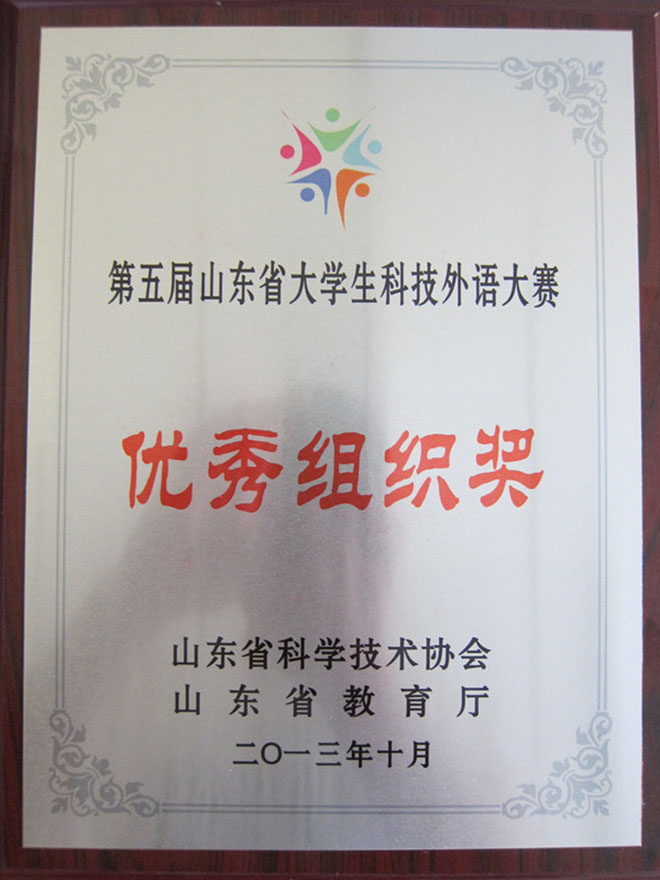 第五届山东省大学生科技外语大赛
优秀组织奖
山东省科学技术协会
山东省教育厅
二〇一三年十月